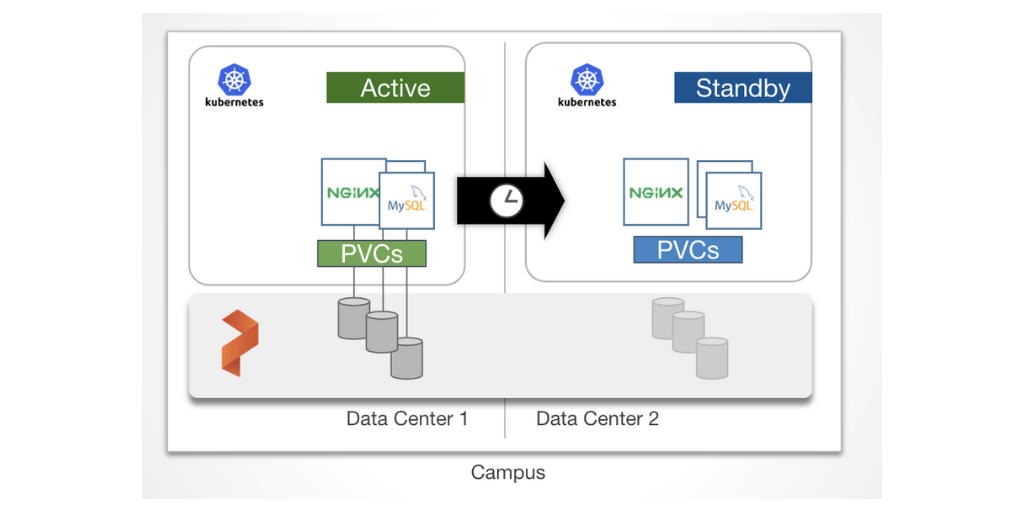 kubernetes
Active
kubernetes
Standby
NGINX
MySQL
NGINX
MySQL
PVCs
PVCs
Data Center 1
Data Center 2
Campus